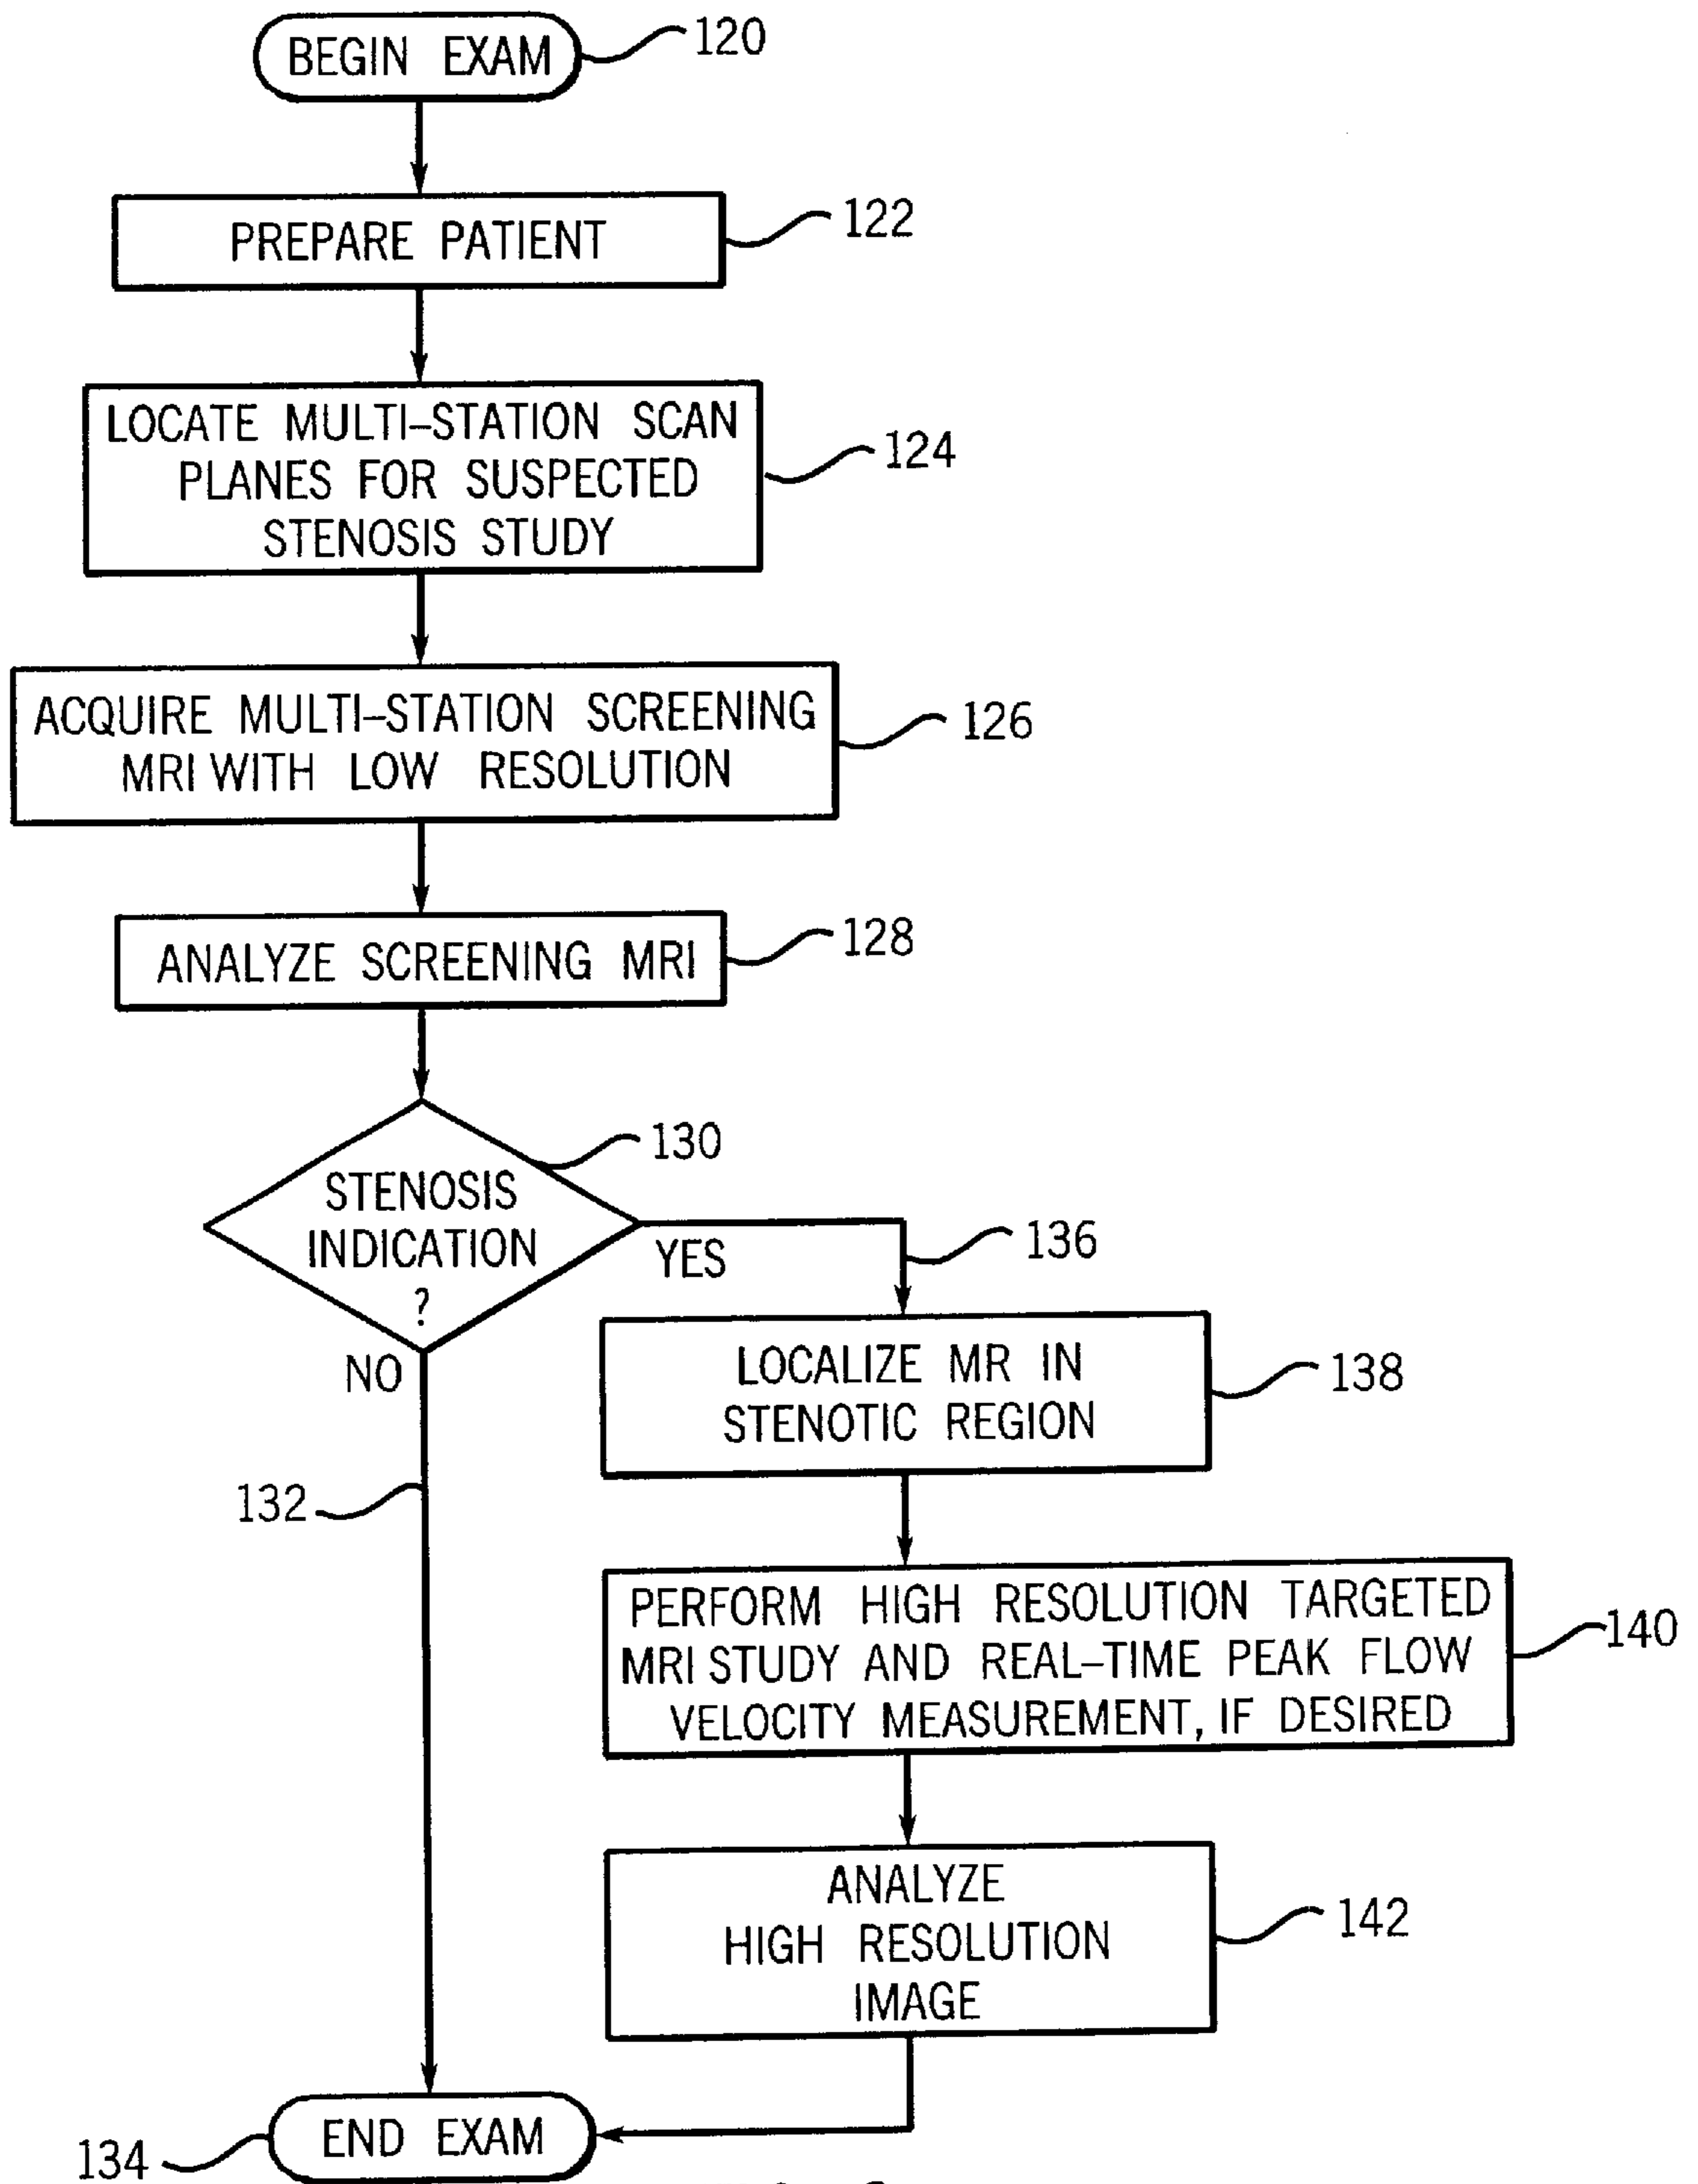 BEGIN EXAM
120
PREPARE PATIENT
122
LOCATE MULTI–STATION SCAN
PLANES FOR SUSPECTED
STENOSIS STUDY
124
ACQUIRE MULTI–STATION SCREENING
MRI WITH LOW RESOLUTION
126
ANALYZE SCREENING MRI
128
STENOSIS
INDICATION
?
130
YES
136
NO
132
LOCALIZE MR IN
STENOTIC REGION
138
PERFORM HIGH RESOLUTION TARGETED
MRI STUDY AND REAL–TIME PEAK FLOW
VELOCITY MEASUREMENT, IF DESIRED
140
ANALYZE
HIGH RESOLUTION
IMAGE
142
END EXAM
134